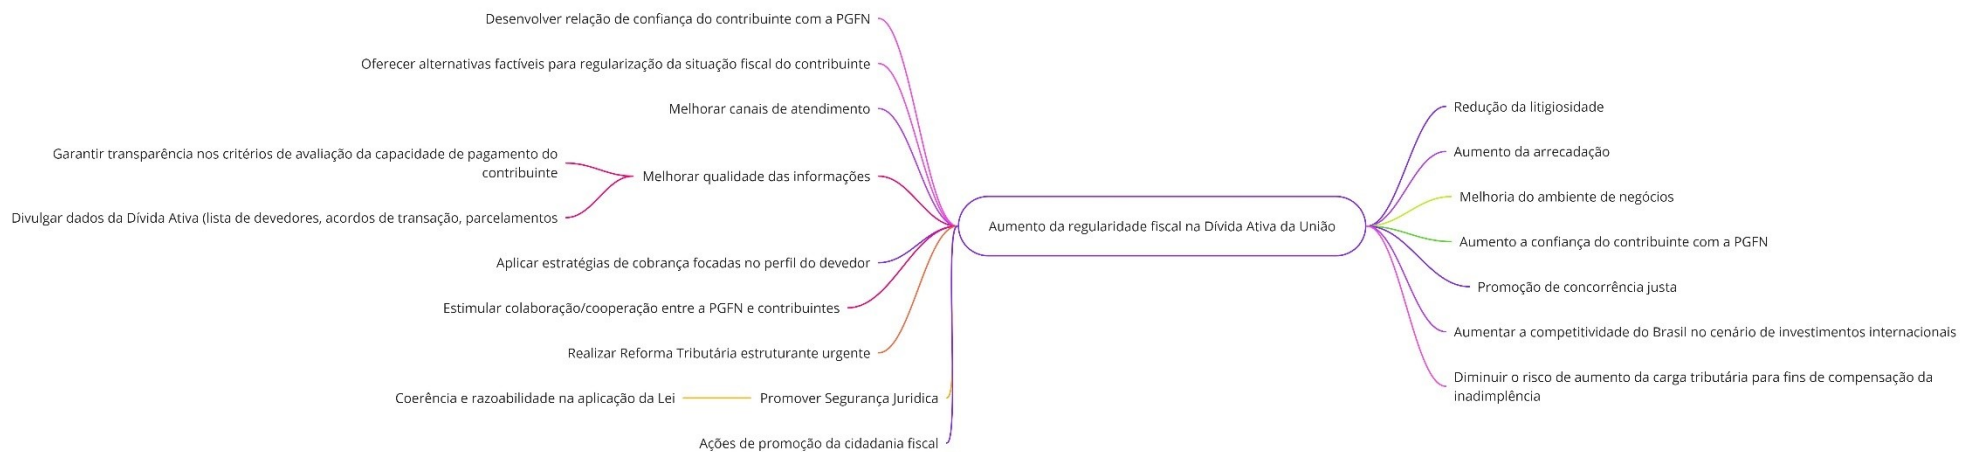 Desenvolver relação de confiança do contribuinte com a PGFN
Oferecer alternativas factíveis para regularização da situação fiscal do contribuinte
Melhorar canais de atendimento
Garantir transparência nos critérios de avaliação da capacidade de pagamento do
contribuinte
Melhorar qualidade das informações
Divulgar dados da Dívida Ativa (lista de devedores, acordos de transação, parcelamentos
Aplicar estratégias de cobrança focadas no perfil do devedor
Estimular colaboração/cooperação entre a PGFN e contribuintes
Realizar Reforma Tributária estruturante urgente
Coerência e razoabilidade na aplicação da Lei
Promover Segurança Juridica
Ações de promoção da cidadania fiscal
Aumento da regularidade fiscal na Dívida Ativa da União
Redução da litigiosidade
Aumento da arrecadação
Melhoria do ambiente de negócios
Aumento a confiança do contribuinte com a PGFN
Promoção de concorrência justa
Aumentar a competitividade do Brasil no cenário de investimentos internacionais
Diminuir o risco de aumento da carga tributária para fins de compensação da
inadimplência